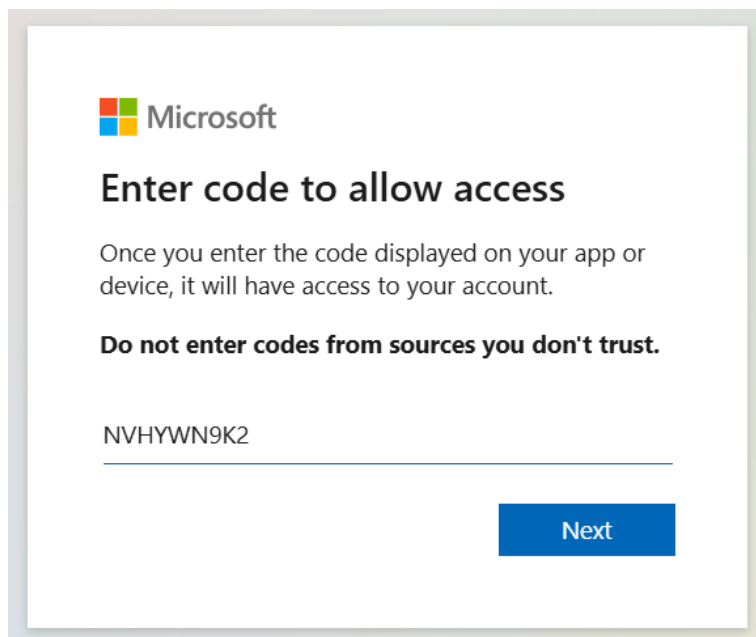 Microsoft
Enter code to allow access
Once you enter the code displayed on your app or
device, it will have access to your account.
Do not enter codes from sources you don't trust.
NVHYWN9K2
Next